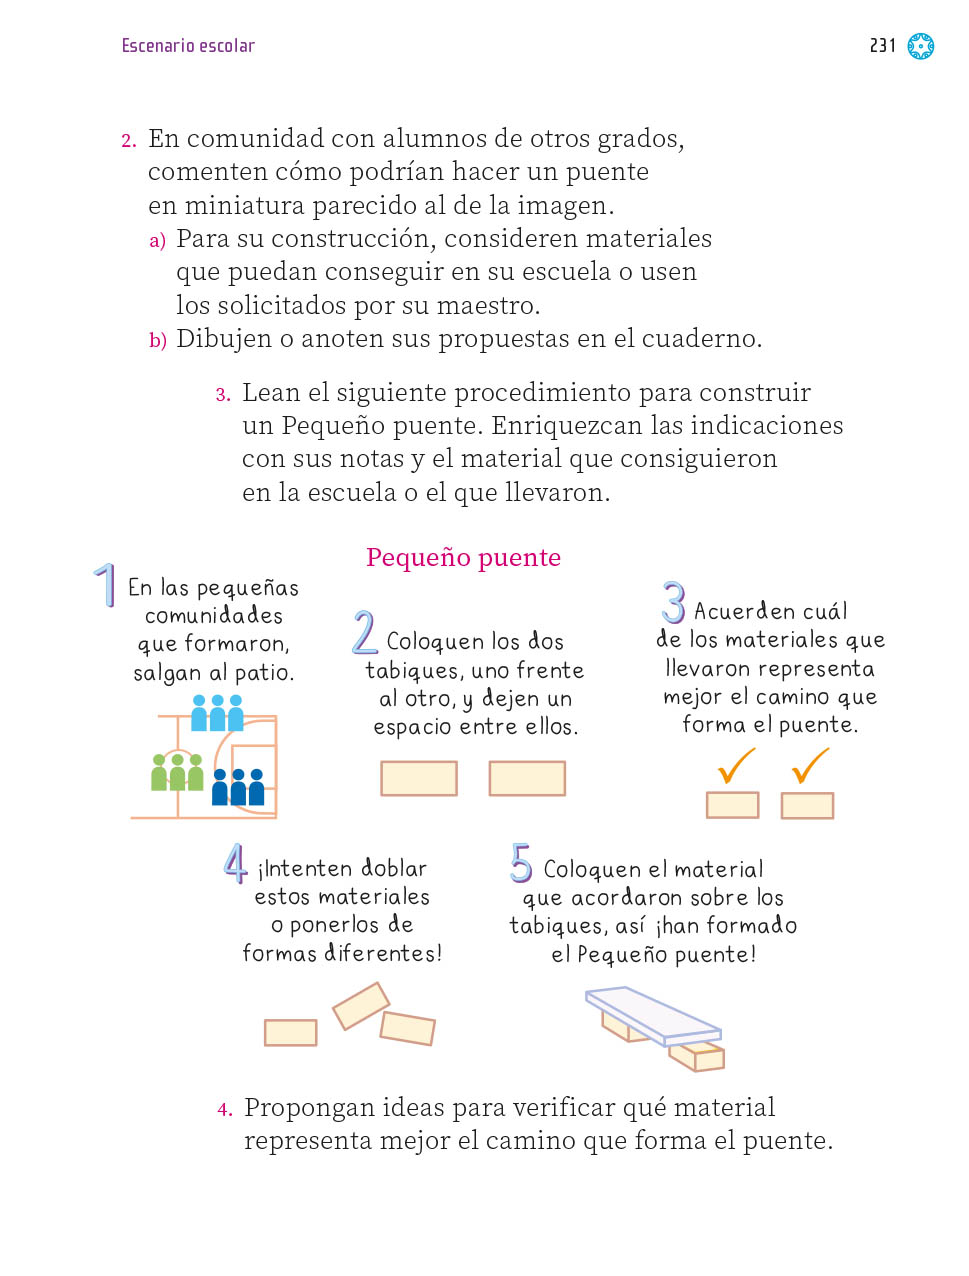 Escenario escolar
231
2. En comunidad con alumnos de otros grados,
comenten cómo podrían hacer un puente
en miniatura parecido al de la imagen.
a) Para su construcción, consideren materiales
que puedan conseguir en su escuela o usen
los solicitados por su maestro.
b) Dibujen o anoten sus propuestas en el cuaderno.
3. Lean el siguiente procedimiento para construir
un Pequeño puente. Enriquezcan las indicaciones
con sus notas y el material que consiguieron
en la escuela o el que llevaron.
Pequeño puente
1 En las pequeñas
comunidades
que formaron,
salgan al patio.
2 Coloquen los dos
tabiques, uno frente
al otro, y dejen un
espacio entre ellos.
3 Acuerden cuál
de los materiales que
llevaron representa
mejor el camino que
forma el puente.
4 ¡Intenten doblar
estos materiales
o ponerlos de
formas diferentes!
5 Coloquen el material
que acordaron sobre los
tabiques, así ¡han formado
el Pequeño puente!
4. Propongan ideas para verificar qué material
representa mejor el camino que forma el puente.